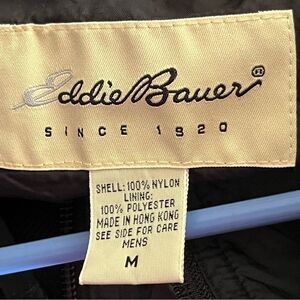 Eddie Bauer
SINCE 1920
SHELL: 100% NYLON
LINING:
100% POLYESTER
MADE IN HONG KONG
SEE SIDE FOR CARE
MENS
M